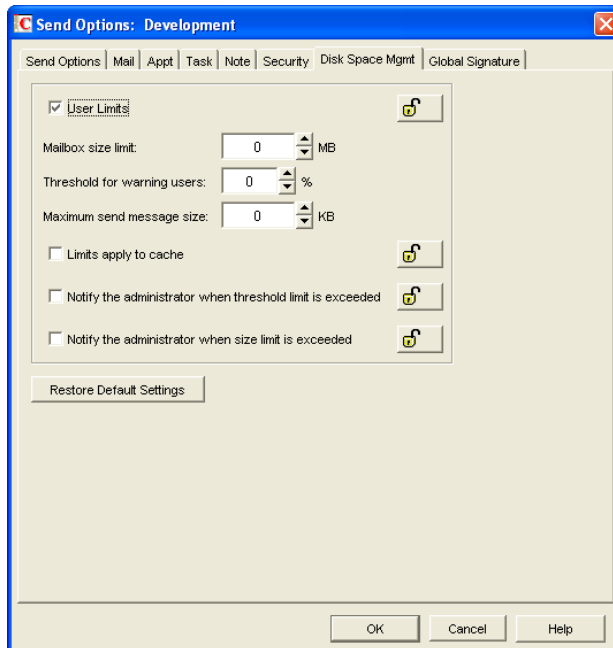 C Send Options: Development
Send Options Mail Appt Task Note Security Disk Space Mgmt Global Signature
User Limits
Mailbox size limit: 0 MB
Threshold for warning users: 0 %
Maximum send message size: 0 KB
Limits apply to cache
Notify the administrator when threshold limit is exceeded
Notify the administrator when size limit is exceeded
Restore Default Settings
OK Cancel Help